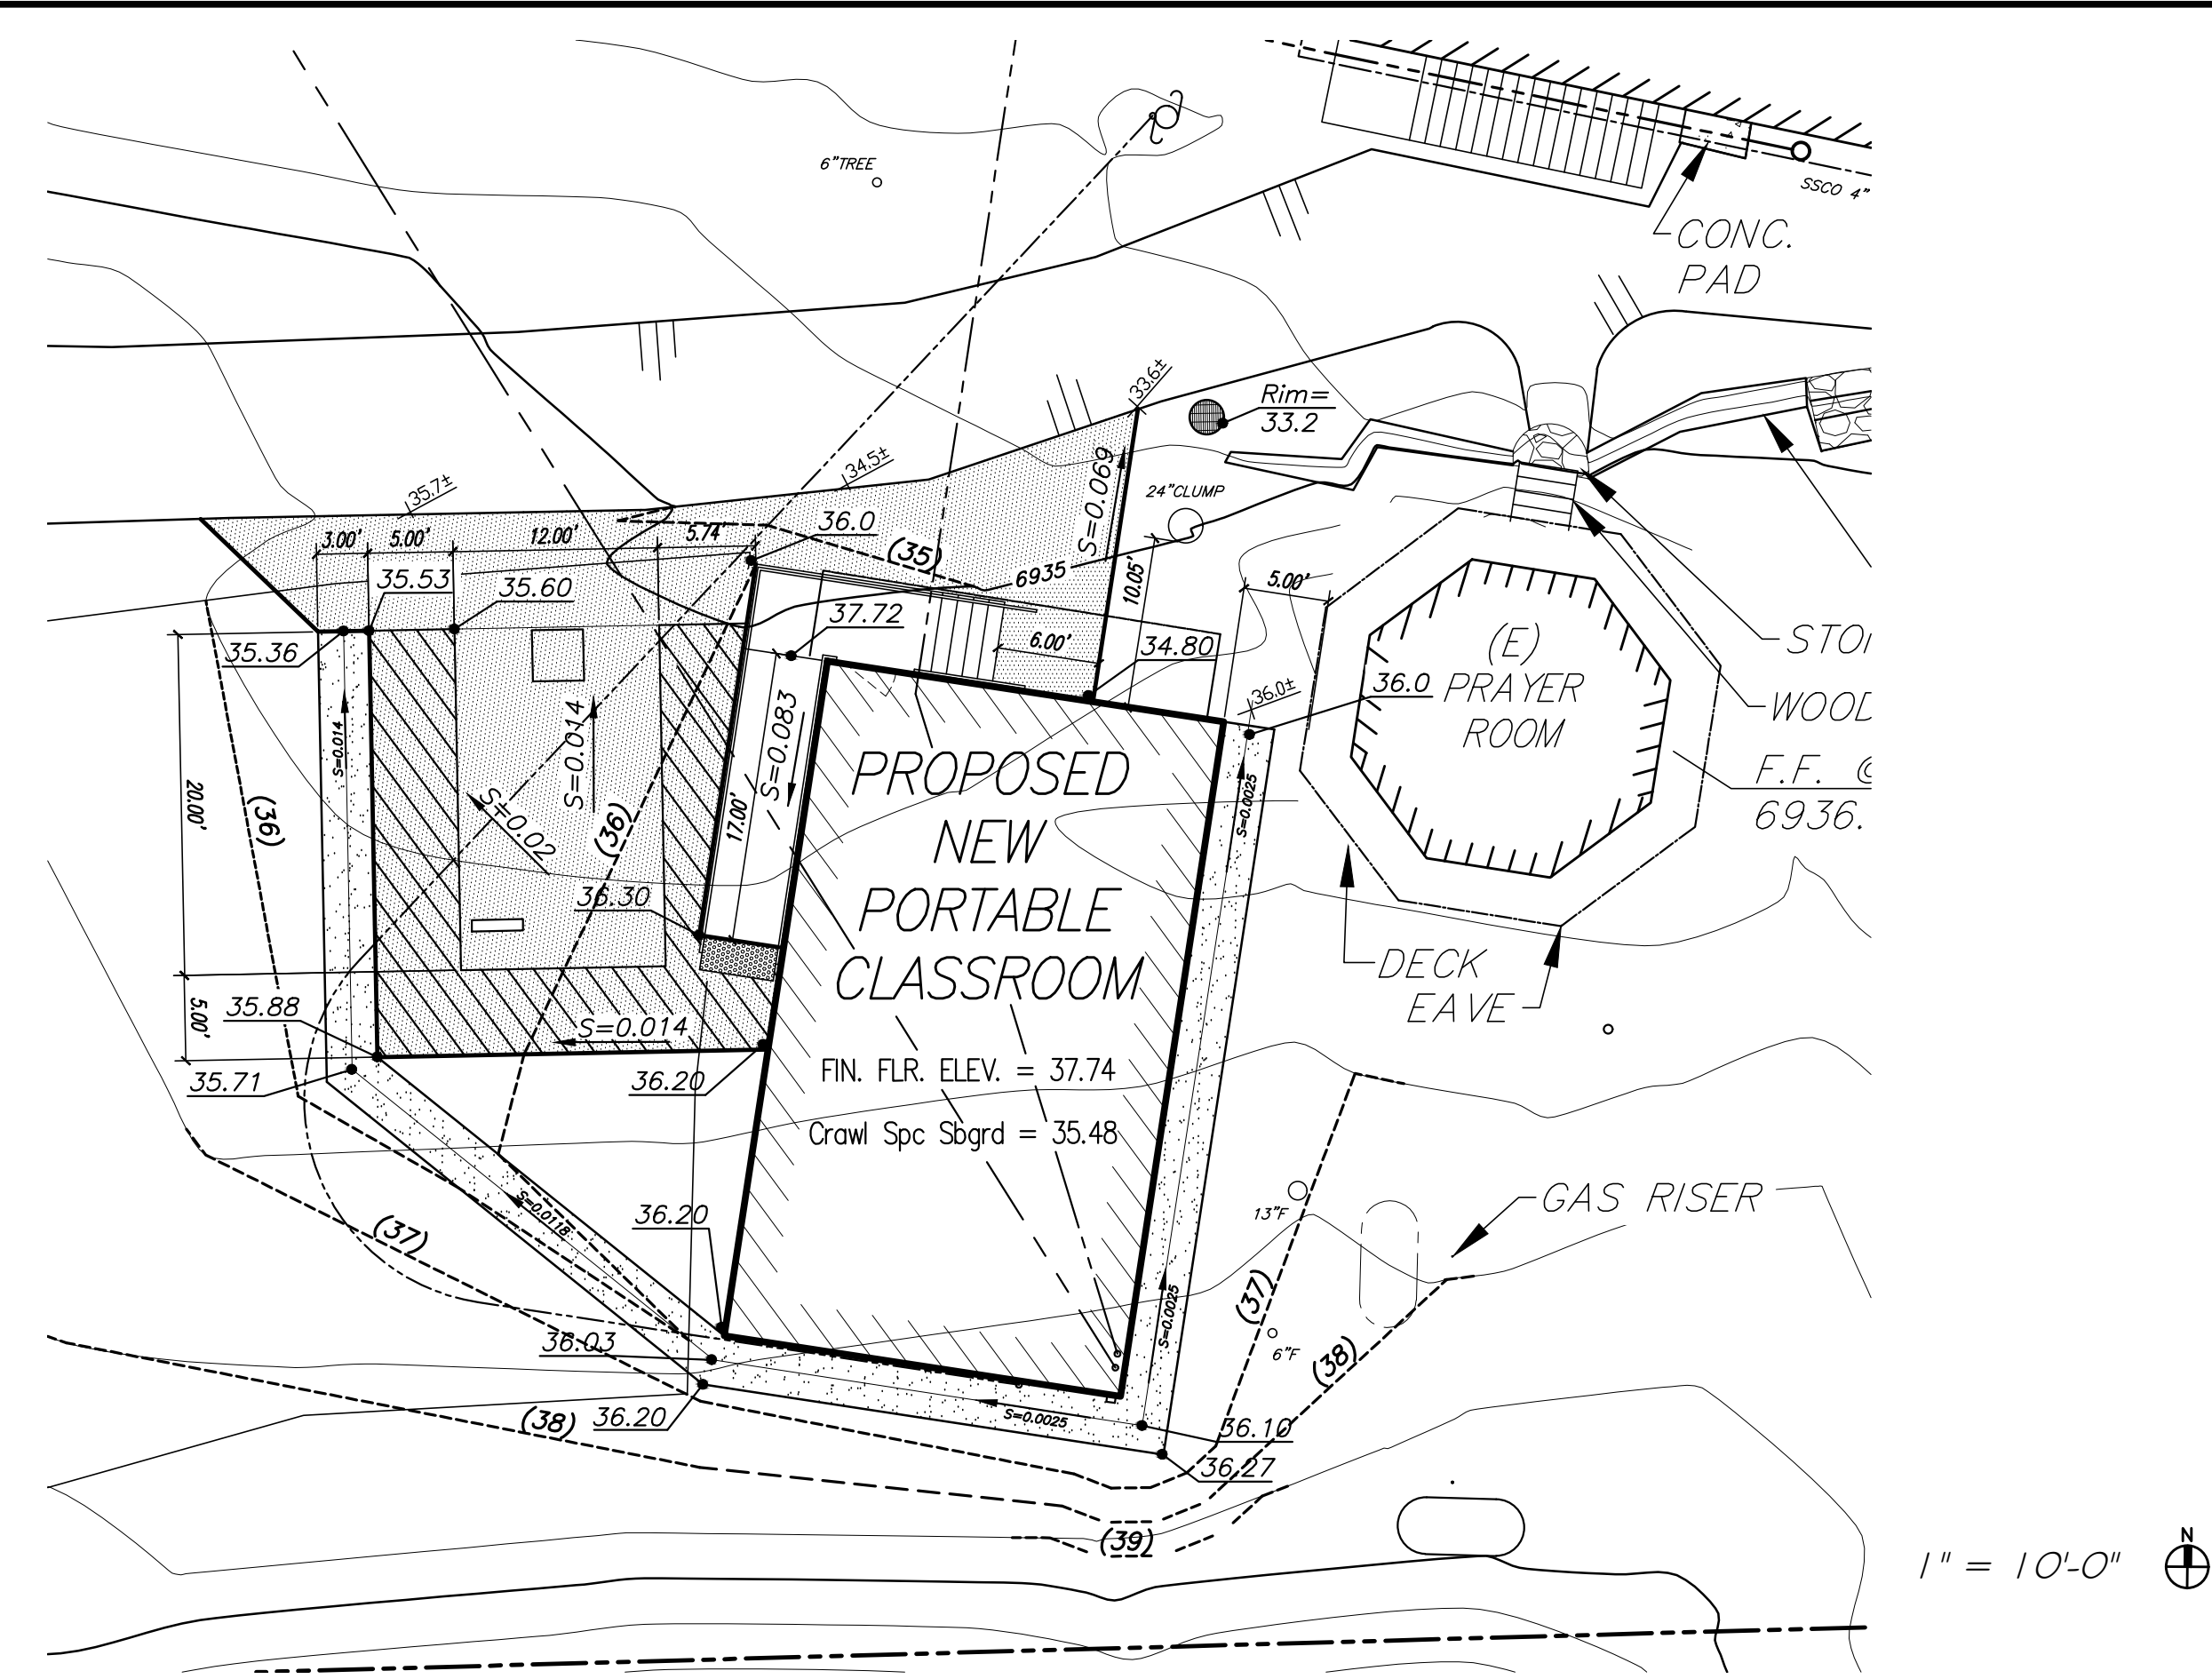 6"TREE
SSCO 4"
CONC.
PAD
33.6±
Rim=
33.2
34.5±
35.7±
24"CLUMP
S=0.069
3.00'
5.00'
12.00'
5.74'
36.0
(35)
6935
10.05'
5.00'
35.53
35.60
37.72
6.00'
34.80
35.36
36.0±
36.0
(E)
PRAYER
ROOM
F.F. @
6936.
S=0.014
20.00'
(36)
S=0.014
S=0.02
(36)
S=0.083
17.00'
S=0.0025
PROPOSED
NEW
PORTABLE
CLASSROOM
36.30
DECK
EAVE
35.88
5.00'
S=0.014
35.71
36.20
FIN. FLR. ELEV. = 37.74
Crawl Spc Sbgrd = 35.48
GAS RISER
13"F
S=0.0118
36.20
(37)
(37)
S=0.0025
6"F
(38)
36.03
36.20
(38)
S=0.0025
36.10
36.27
(39)
1" = 10'-0"
N